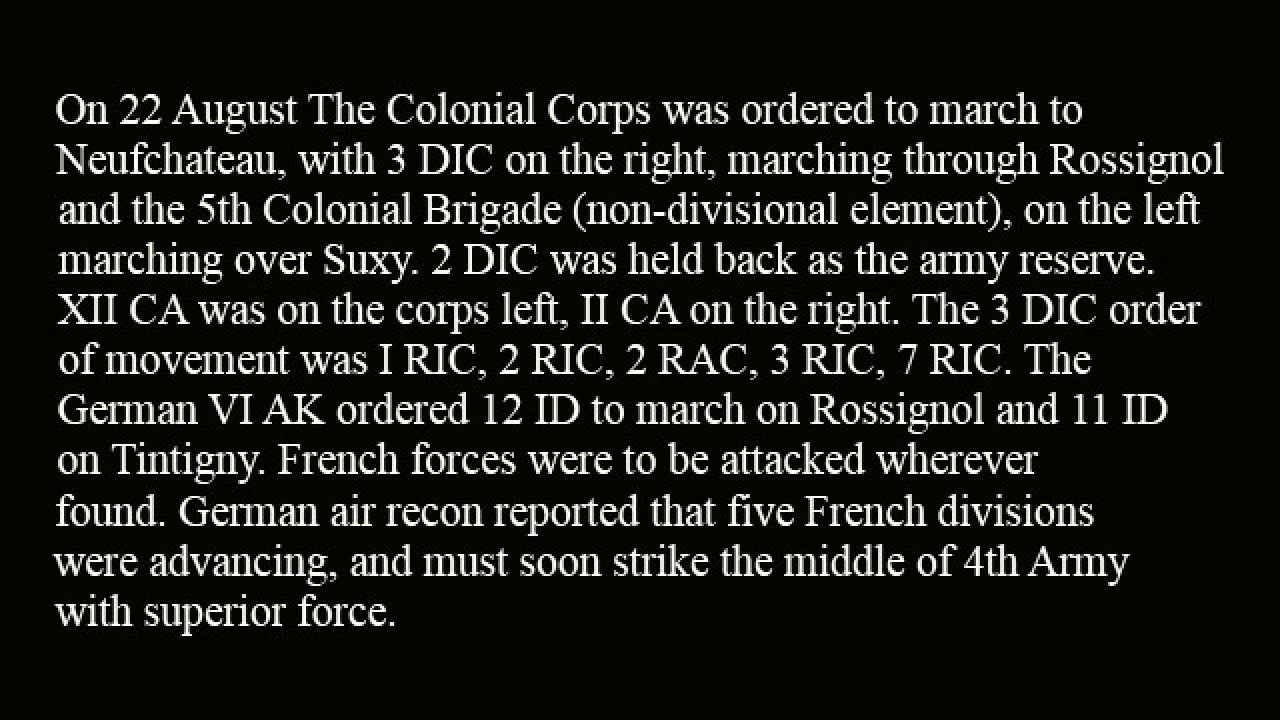 On 22 August The Colonial Corps was ordered to march to
Neufchateau, with 3 DIC on the right, marching through Rossignol
and the 5th Colonial Brigade (non-divisional element), on the left
marching over Suxy. 2 DIC was held back as the army reserve.
XII CA was on the corps left, II CA on the right. The 3 DIC order
of movement was I RIC, 2 RIC, 2 RAC, 3 RIC, 7 RIC. The
German VI AK ordered 12 ID to march on Rossignol and 11 ID
on Tintigny. French forces were to be attacked wherever
found. German air recon reported that five French divisions
were advancing, and must soon strike the middle of 4th Army
with superior force.